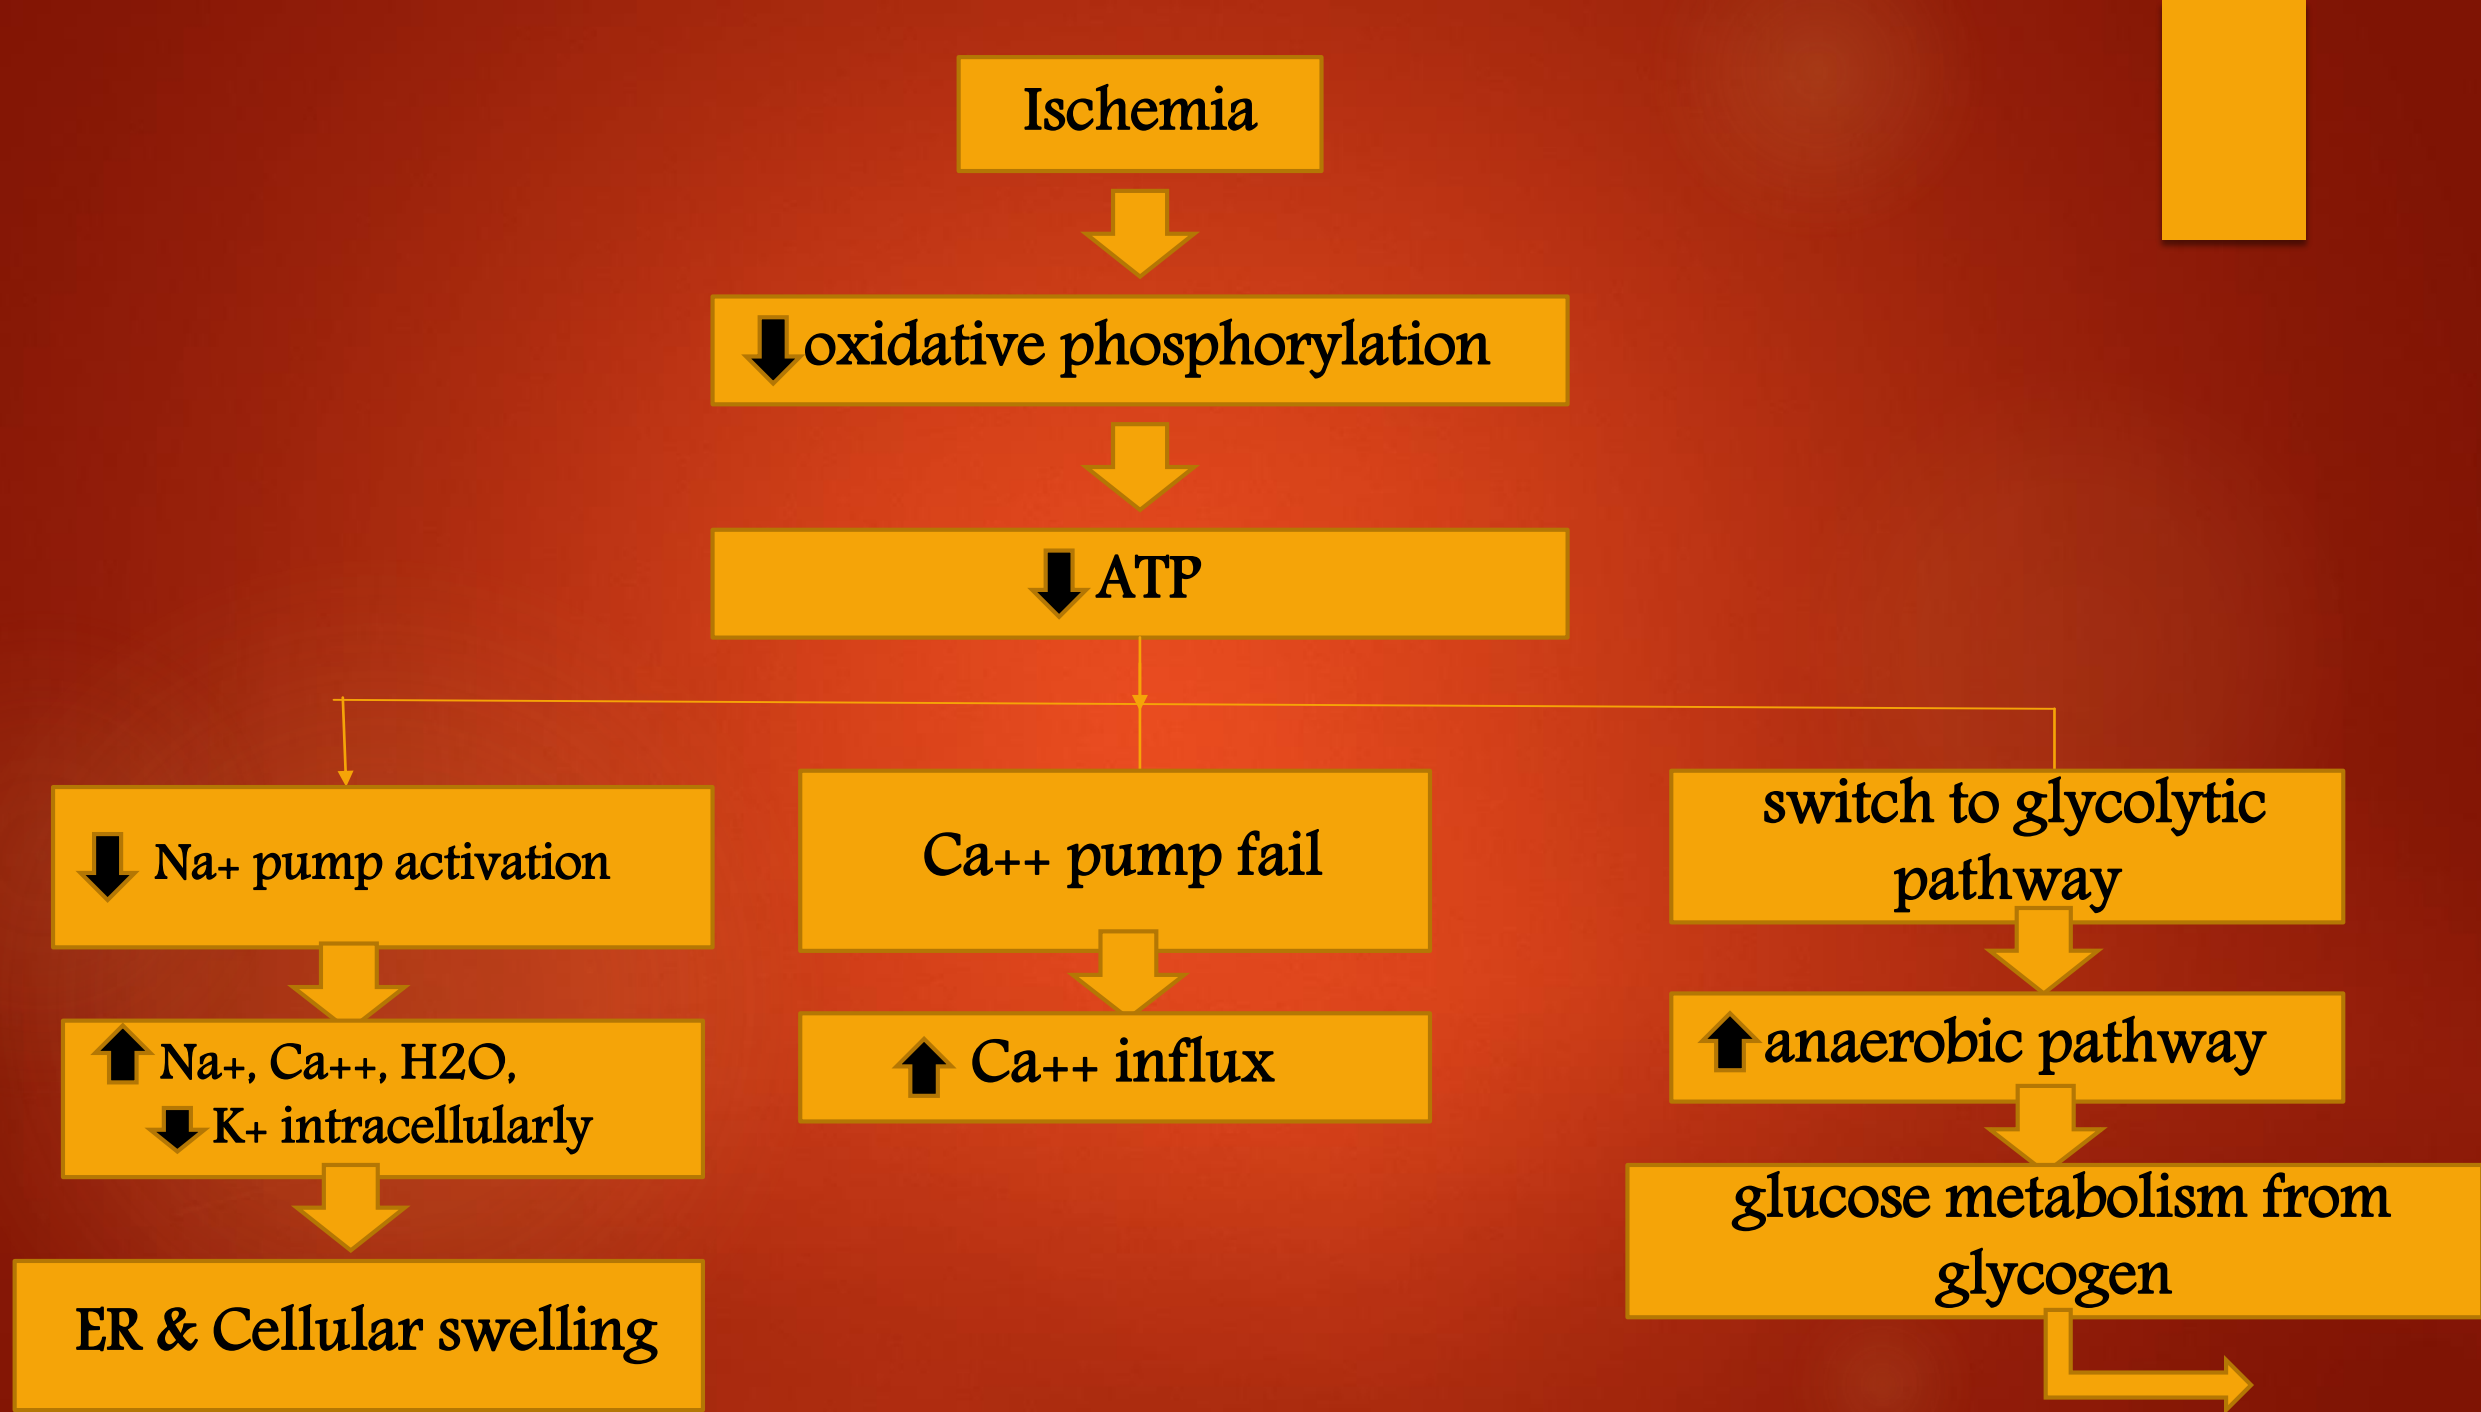 Ischemia
oxidative phosphorylation
ATP
Na+ pump activation
Na+, Ca++, H2O,
K+ intracellularly
ER & Cellular swelling
Ca++ pump fail
Ca++ influx
switch to glycolytic
pathway
anaerobic pathway
glucose metabolism from
glycogen